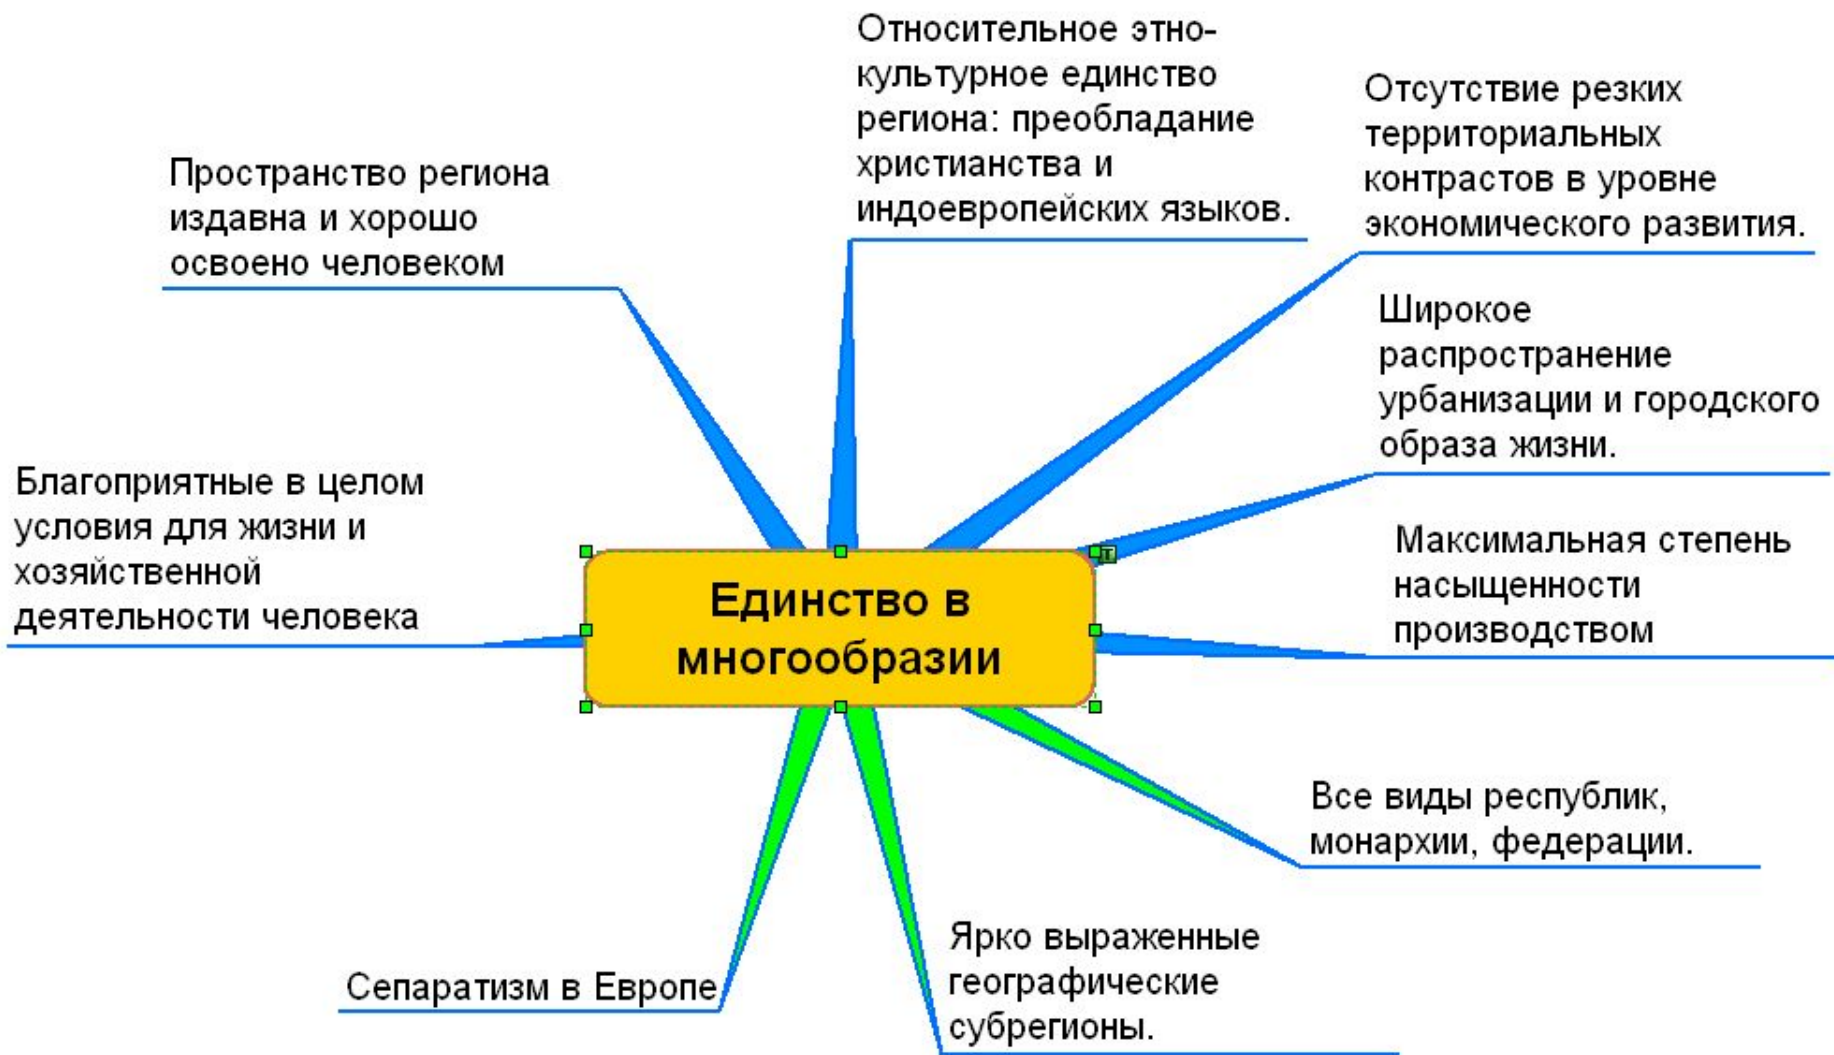 Относительное этно-
культурное единство
региона: преобладание
христианства и
индоевропейских языков.
Отсутствие резких
территориальных
контрастов в уровне
экономического развития.
Пространство региона
издавна и хорошо
освоено человеком
Широкое
распространение
урбанизации и городского
образа жизни.
Благоприятные в целом
условия для жизни и
хозяйственной
деятельности человека
Максимальная степень
насыщенности
производством
Единство в
многообразии
Все виды республик,
монархии, федерации.
Ярко выраженные
географические
субрегионы.
Сепаратизм в Европе